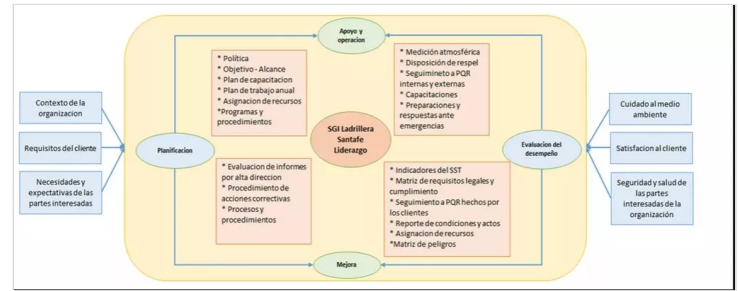 Apoyo y
operacion
* Política
* Objetivo - Alcance
* Plan de capacitacion
* Plan de trabajo anual
* Asignacion de recursos
*Programas y
procedimientos
* Medición atmosférica
* Disposición de respel
* Seguimineto a PQR
internas y externas
* Capacitaciones
* Preparaciones y
respuestas ante
emergencias
Contexto de la
organizacion
Requisitos del cliente
Necesidades y
expectativas de las
partes interesadas
Planificacion
SGI Ladrillera
Santafe
Liderazgo
Evaluacion del
desempeño
Cuidado al medio
ambiente
Satisfacion al cliente
Seguridad y salud de
las partes
interesadas de la
organización
* Evaluacion de informes
por alta direccion
* Procedimiento de
acciones correctivas
* Procesos y
procedimientos
* Indicadores del SST
* Matriz de requisitos legales y
cumplimiento
* Seguimiento a PQR hechos por
los clientes
* Reporte de condiciones y actos
* Asignacion de recursos
*Matriz de peligros
Mejora